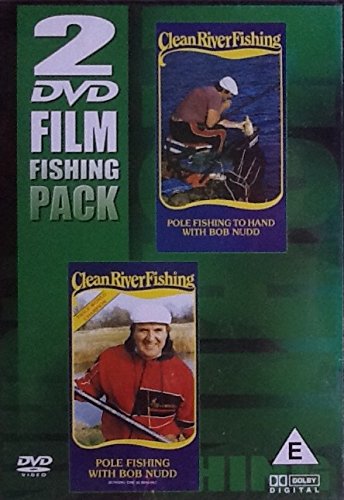 2
DVD
FILM
FISHING
PACK
Clean River Fishing
POLE FISHING TO HAND
WITH BOB NUDD
Clean River Fishing
POLE FISHING
WITH BOB NUDD
DVD
VIDEO
E
DOLBY
DIGITAL
HING